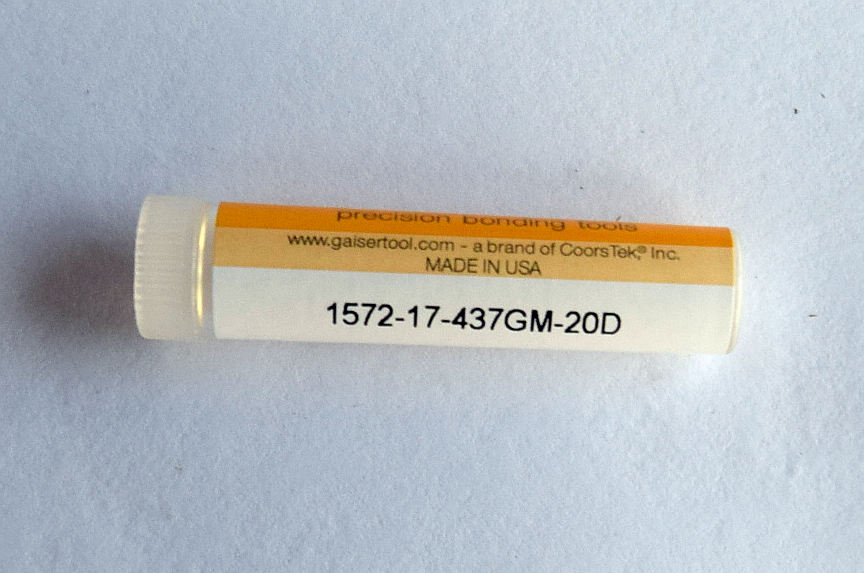 precision bonding tools
www.gaisertool.com - a brand of CoorsTek,® Inc.
MADE IN USA
1572-17-437GM-20D